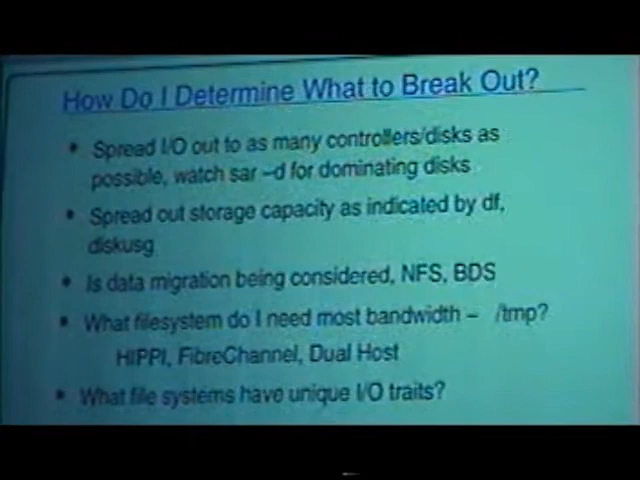 How Do I Determine What to Break Out?
• Spread I/O out to as many controllers/disks as
possible, watch sar –d for dominating disks
• Spread out storage capacity as indicated by df,
diskusg
• Is data migration being considered, NFS, BDS
• What filesystem do I need most bandwidth – /tmp?
HIPPI, FibreChannel, Dual Host
• What file systems have unique I/O traits?